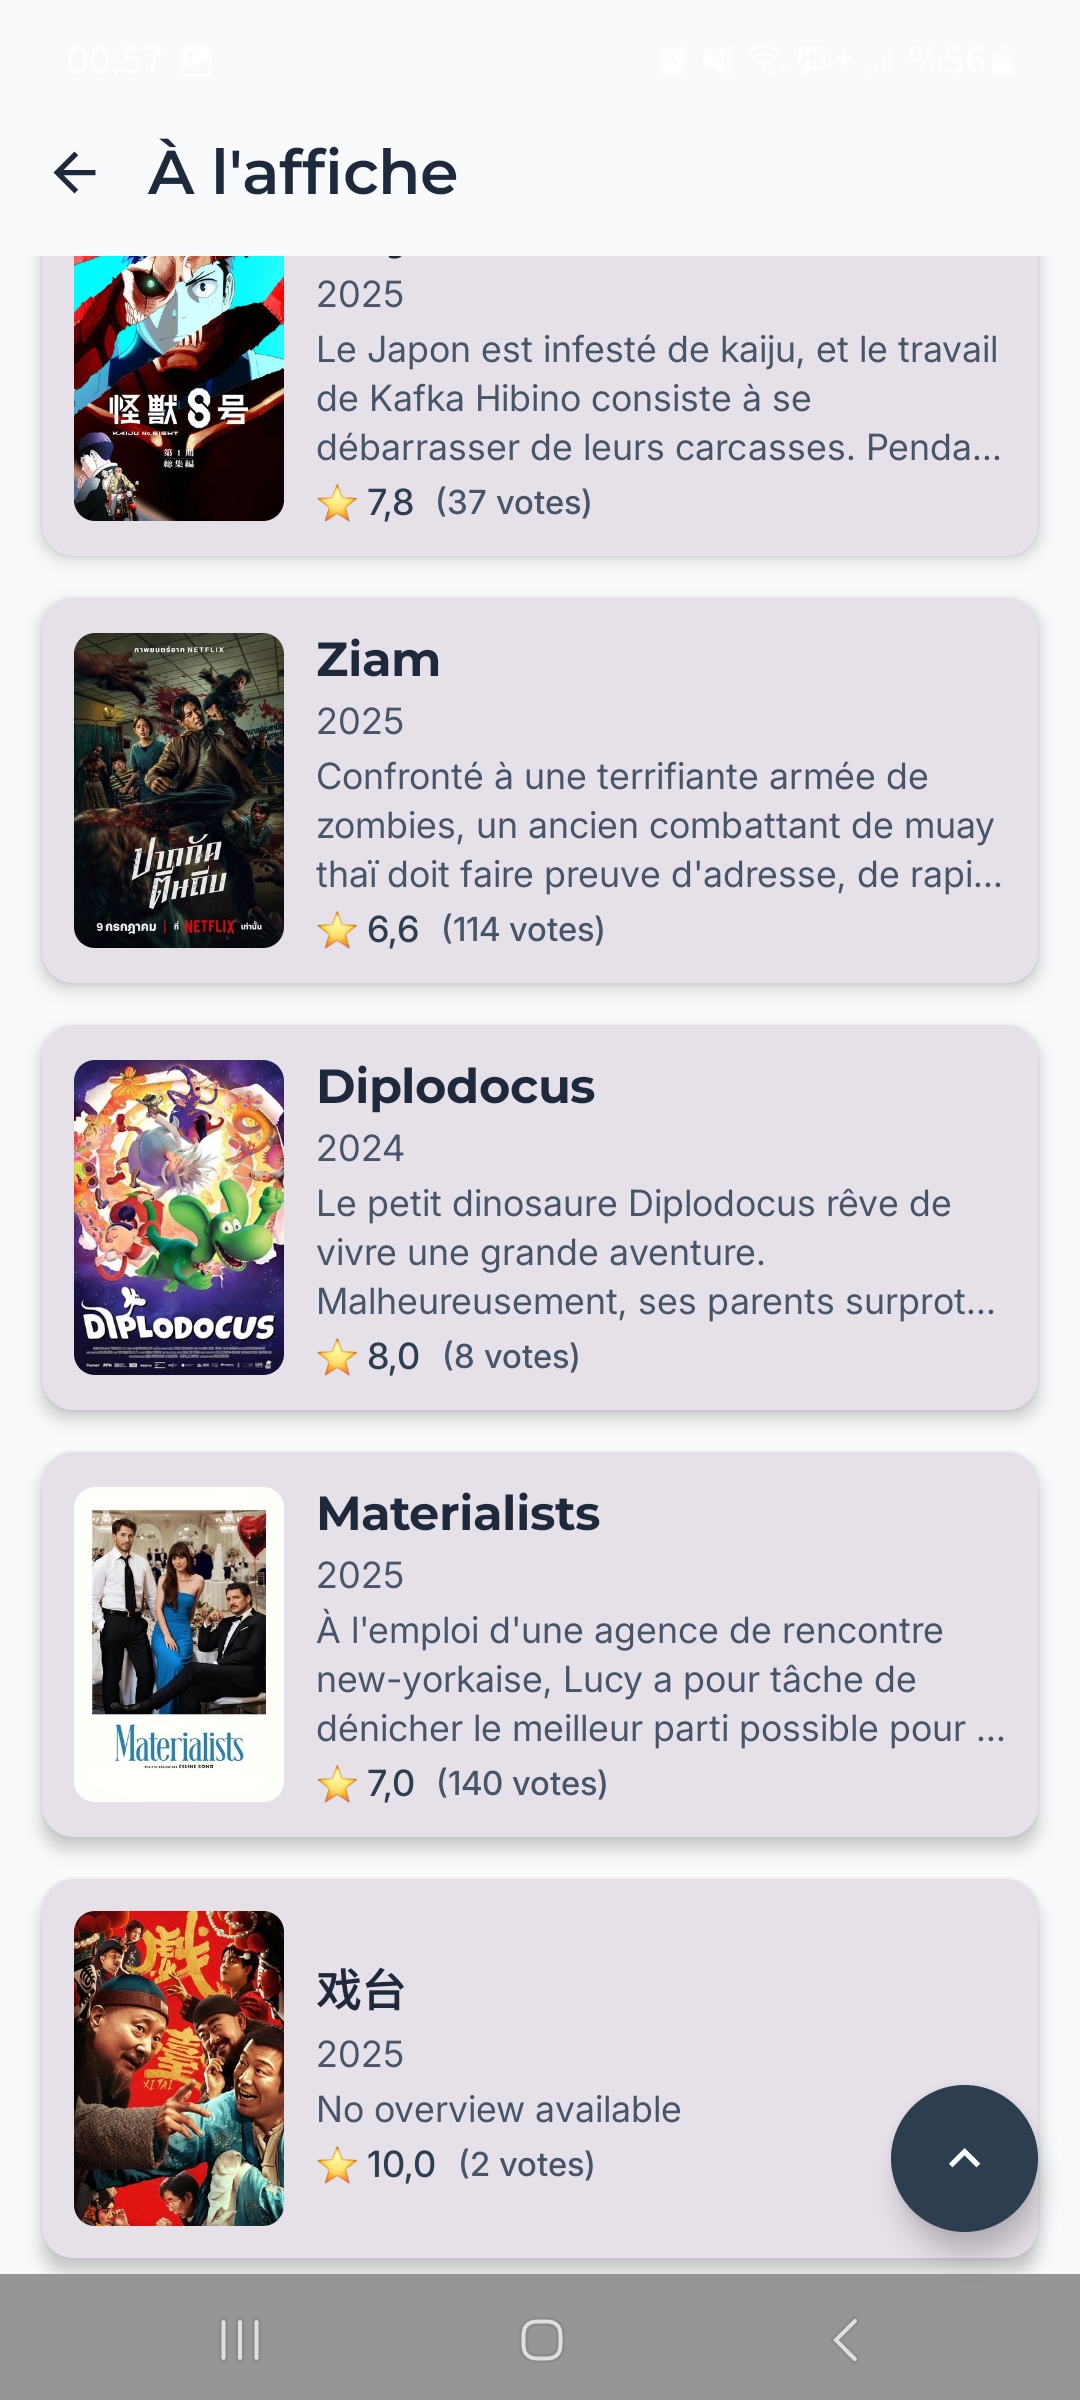 00:57
%56
À l'affiche
怪獣8号
KAIJU No.EIGHT
第1期
総集編
2025
Le Japon est infesté de kaiju, et le travail
de Kafka Hibino consiste à se
débarrasser de leurs carcasses. Penda...
7,8 (37 votes)
ภาพยนตร์จาก NETFLIX
ปากกัด
ตีนถีบ
9 กรกฎาคม | ที่ NETFLIX เท่านั้น
Ziam
2025
Confronté à une terrifiante armée de
zombies, un ancien combattant de muay
thaï doit faire preuve d'adresse, de rapi...
6,6 (114 votes)
DIPLODOCUS
Diplodocus
2024
Le petit dinosaure Diplodocus rêve de
vivre une grande aventure.
Malheureusement, ses parents surprot...
8,0 (8 votes)
Materialists
Materialists
2025
À l'emploi d'une agence de rencontre
new-yorkaise, Lucy a pour tâche de
dénicher le meilleur parti possible pour ...
7,0 (140 votes)
戲
臺
XI TAI
戏台
2025
No overview available
10,0 (2 votes)